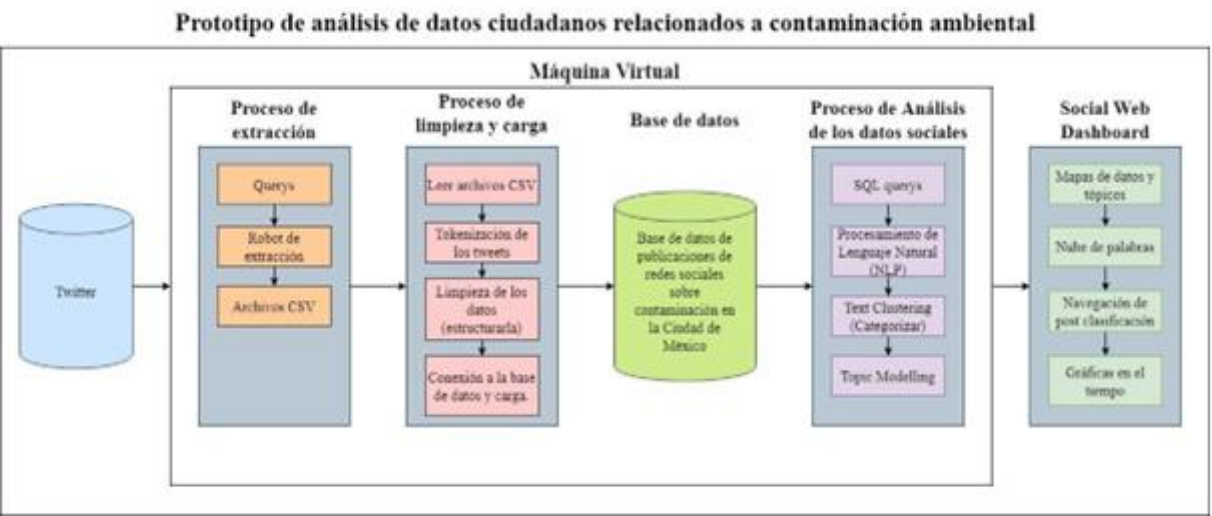 Prototipo de análisis de datos ciudadanos relacionados a contaminación ambiental
Máquina Virtual
Proceso de
extracción
Proceso de
limpieza y carga
Base de datos
Proceso de Análisis
de los datos sociales
Social Web
Dashboard
Twitter
Querys
Robot de
extracción
Archivos CSV
Leer archivos CSV
Tokenización de
los tweets
Limpieza de los
datos
(estructurarla)
Conexión a la base
de datos y carga.
Base de datos de
publicaciones de
redes sociales
sobre
contaminación en
la Ciudad de
México
SQL querys
Procesamiento de
Lenguaje Natural
(NLP)
Text Clustering
(Categorizar)
Topic Modelling
Mapas de datos y
tópicos
Nube de palabras
Navegación de
post clasificación
Gráficas en el
tiempo